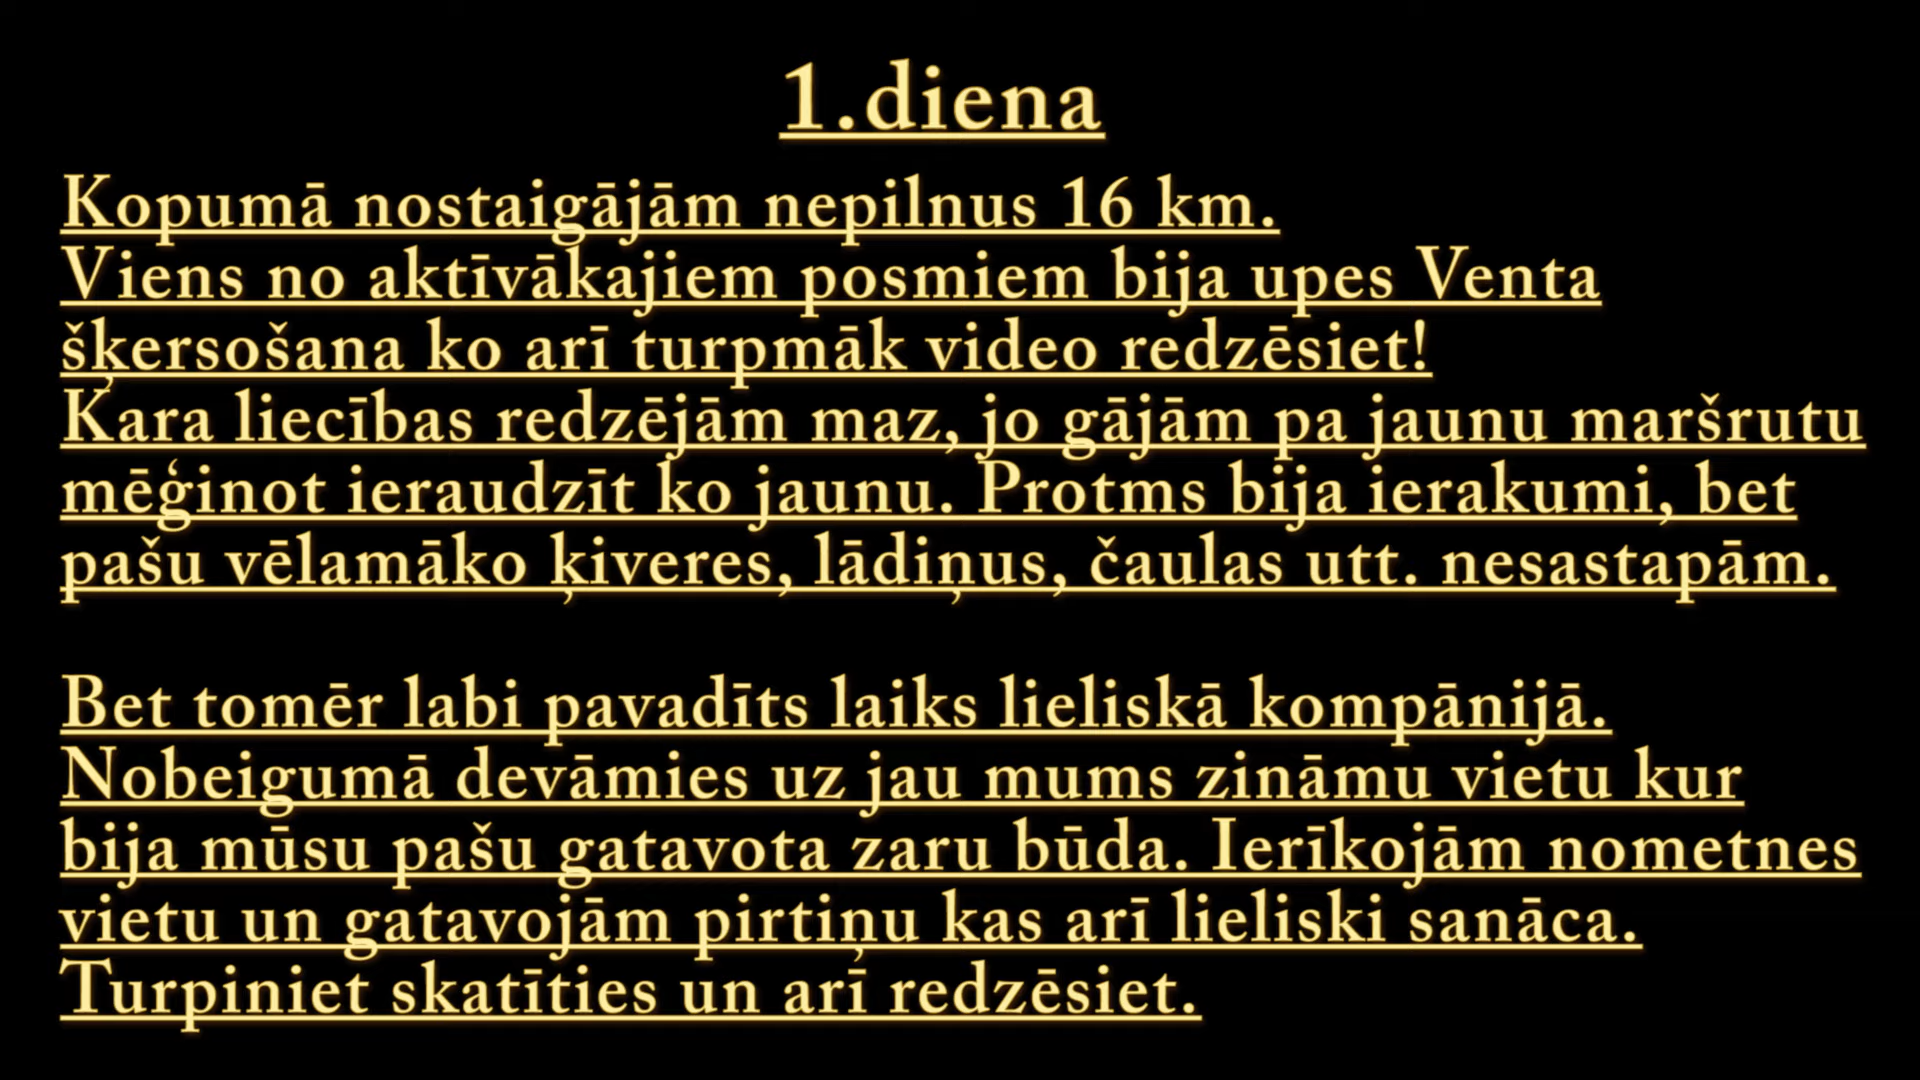 1.diena
Kopumā nostaigājām nepilnus 16 km.
Viens no aktīvākajiem posmiem bija upes Venta
šķersošana ko arī turpmāk video redzēsiet!
Kara liecības redzējām maz, jo gājām pa jaunu maršrutu
mēģinot ieraudzīt ko jaunu. Protms bija ierakumi, bet
pašu vēlamāko ķiveres, lādiņus, čaulas utt. nesastapām.
Bet tomēr labi pavadīts laiks lieliskā kompānijā.
Nobeigumā devāmies uz jau mums zināmu vietu kur
bija mūsu pašu gatavota zaru būda. Ierīkojām nometnes
vietu un gatavojām pirtiņu kas arī lieliski sanāca.
Turpiniet skatīties un arī redzēsiet.